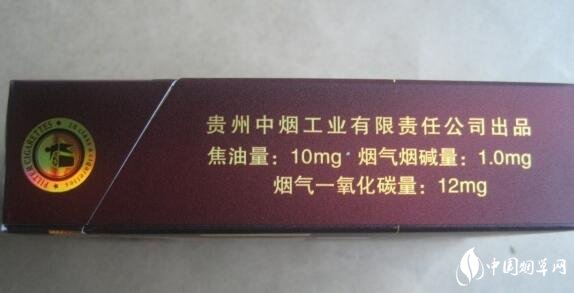 贵州中烟工业有限责任公司出品
焦油量：10mg 烟气烟碱量：1.0mg
烟气一氧化碳量：12mg
FILTER CIGARETTES
中国烟草网